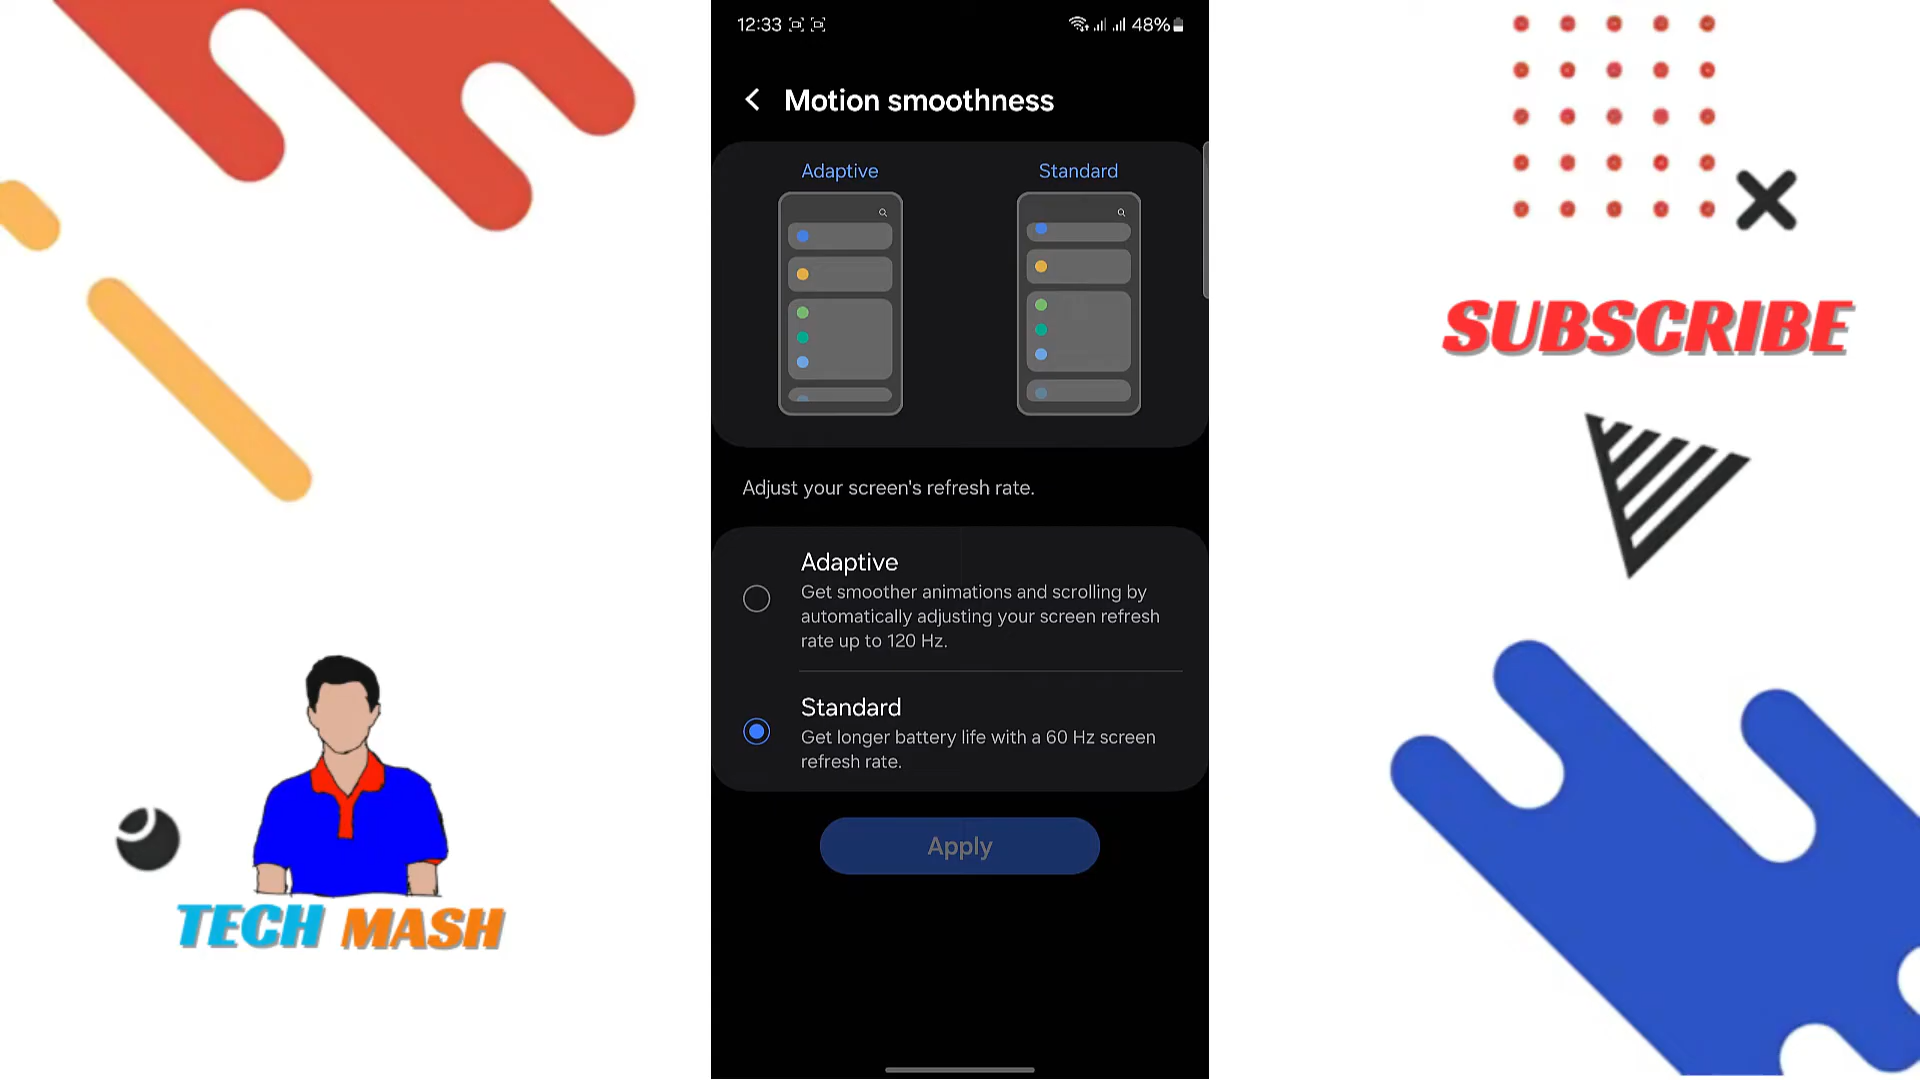 12:33
48%
Motion smoothness
Adaptive
Standard
Adjust your screen's refresh rate.
Adaptive
Get smoother animations and scrolling by
automatically adjusting your screen refresh
rate up to 120 Hz.
Standard
Get longer battery life with a 60 Hz screen
refresh rate.
Apply
SUBSCRIBE
TECH MASH